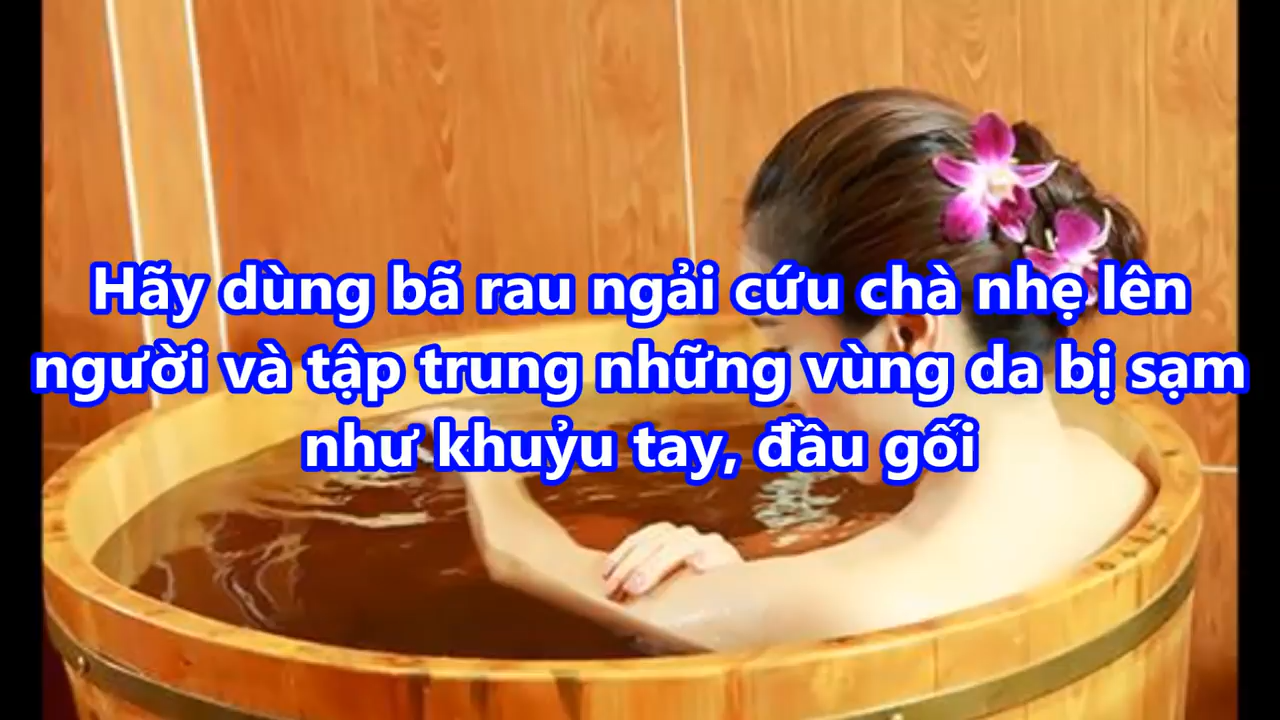 Hãy dùng bã rau ngải cứu chà nhẹ lên
người và tập trung những vùng da bị sạm
như khuỷu tay, đầu gối